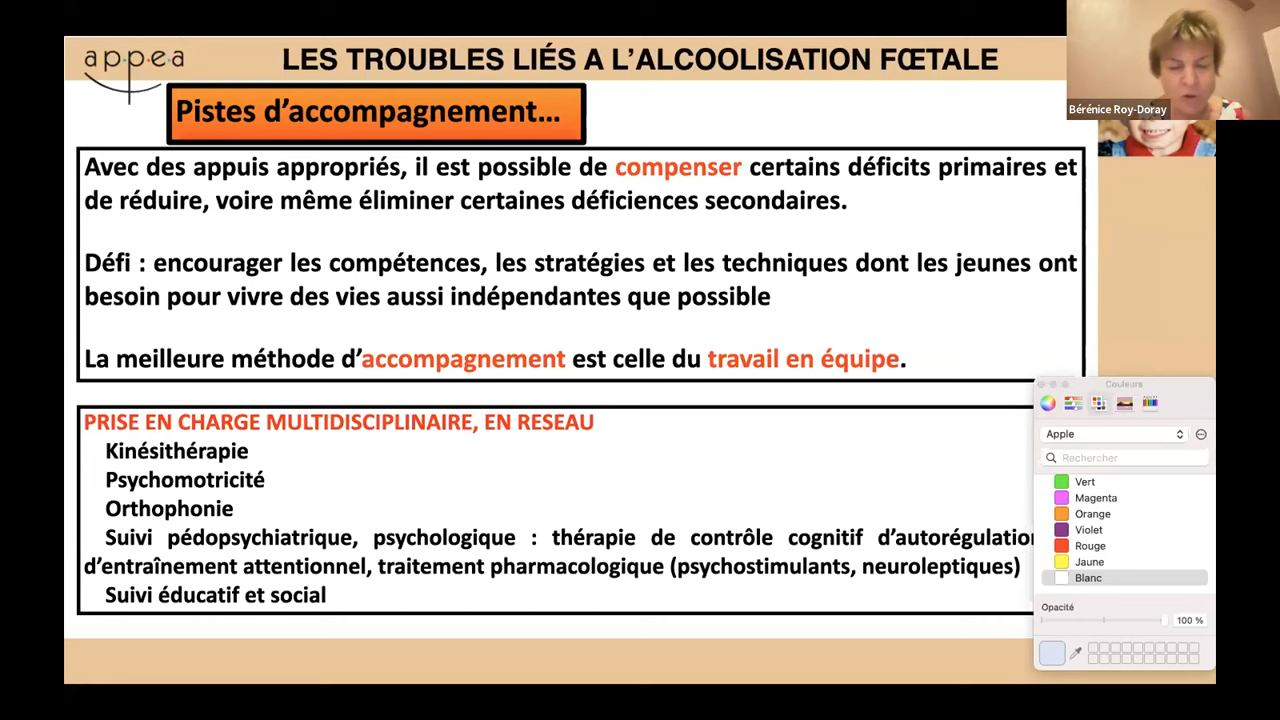 appea
LES TROUBLES LIÉS A L'ALCOOLISATION FŒTALE
Bérénice Roy-Doray
Pistes d'accompagnement...
Avec des appuis appropriés, il est possible de compenser certains déficits primaires et
de réduire, voire même éliminer certaines déficiences secondaires.
Défi : encourager les compétences, les stratégies et les techniques dont les jeunes ont
besoin pour vivre des vies aussi indépendantes que possible
La meilleure méthode d'accompagnement est celle du travail en équipe.
PRISE EN CHARGE MULTIDISCIPLINAIRE, EN RESEAU
Kinésithérapie
Psychomotricité
Orthophonie
Suivi pédopsychiatrique, psychologique : thérapie de contrôle cognitif d'autorégulation
d'entraînement attentionnel, traitement pharmacologique (psychostimulants, neuroleptiques)
Suivi éducatif et social
Couleurs
Apple
Rechercher
Vert
Magenta
Orange
Violet
Rouge
Jaune
Blanc
Opacité
100 %